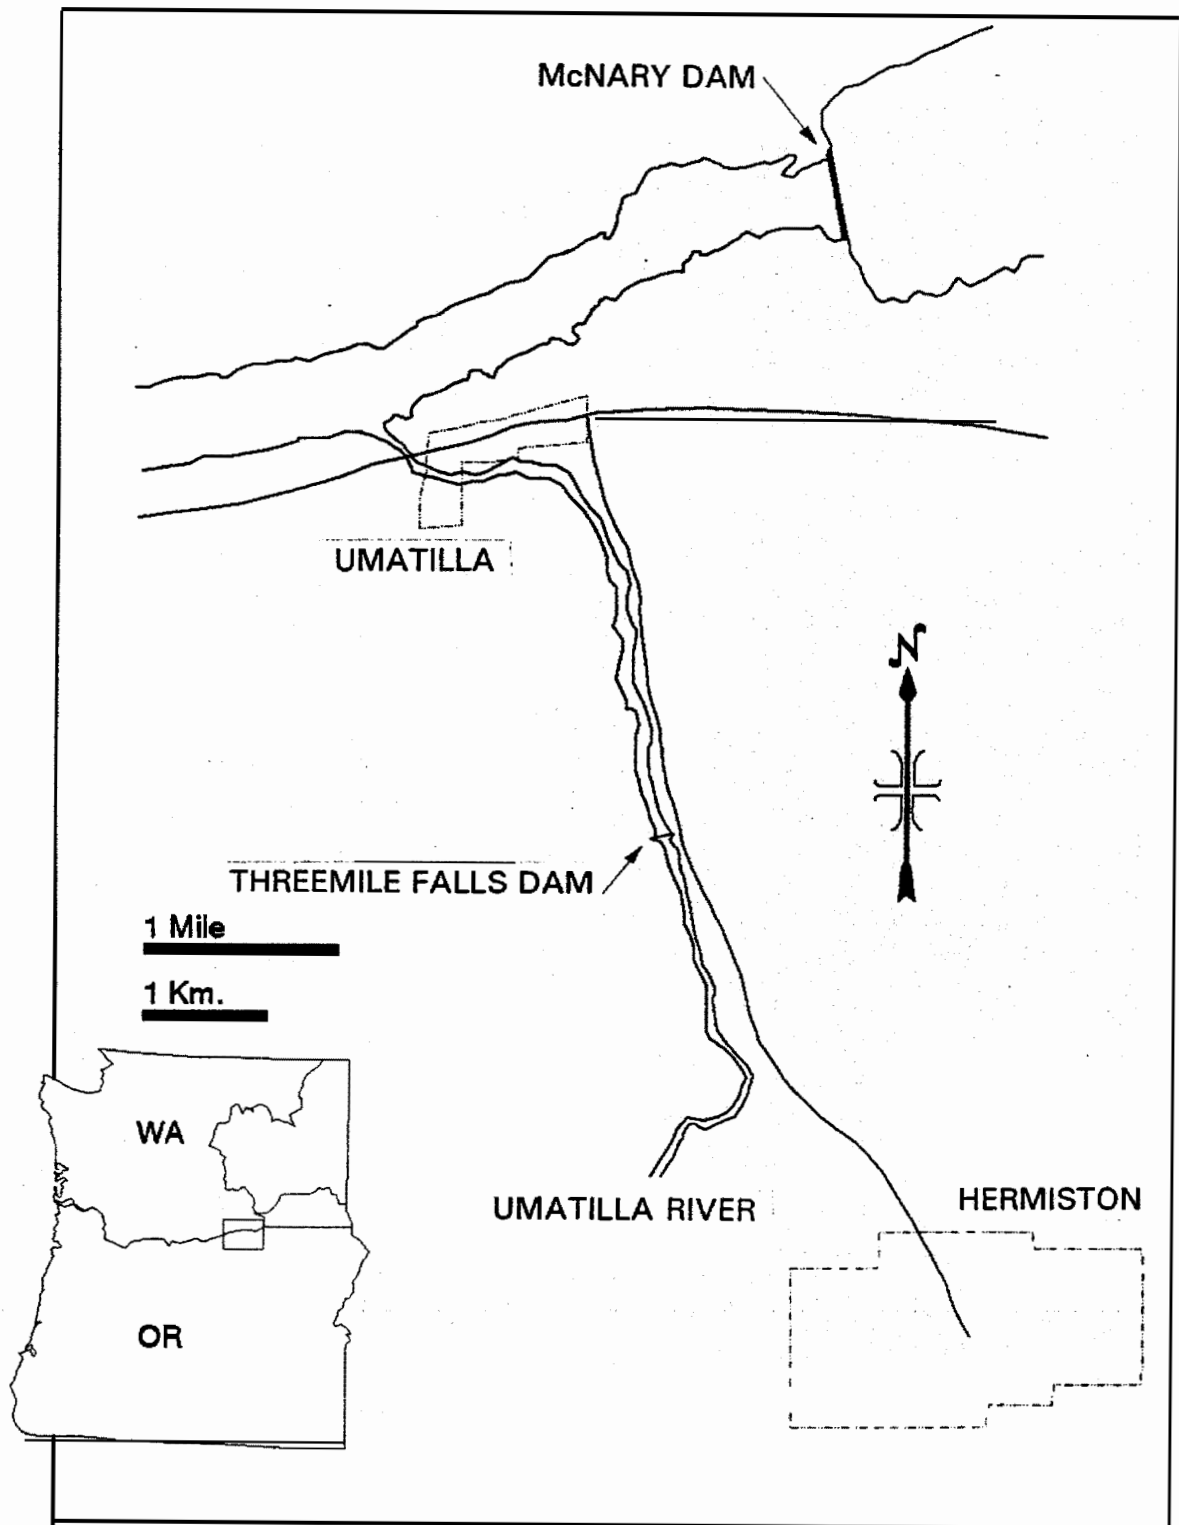 McNARY DAM
UMATILLA
N
THREEMILE FALLS DAM
1 Mile
1 Km.
WA
UMATILLA RIVER
HERMISTON
OR